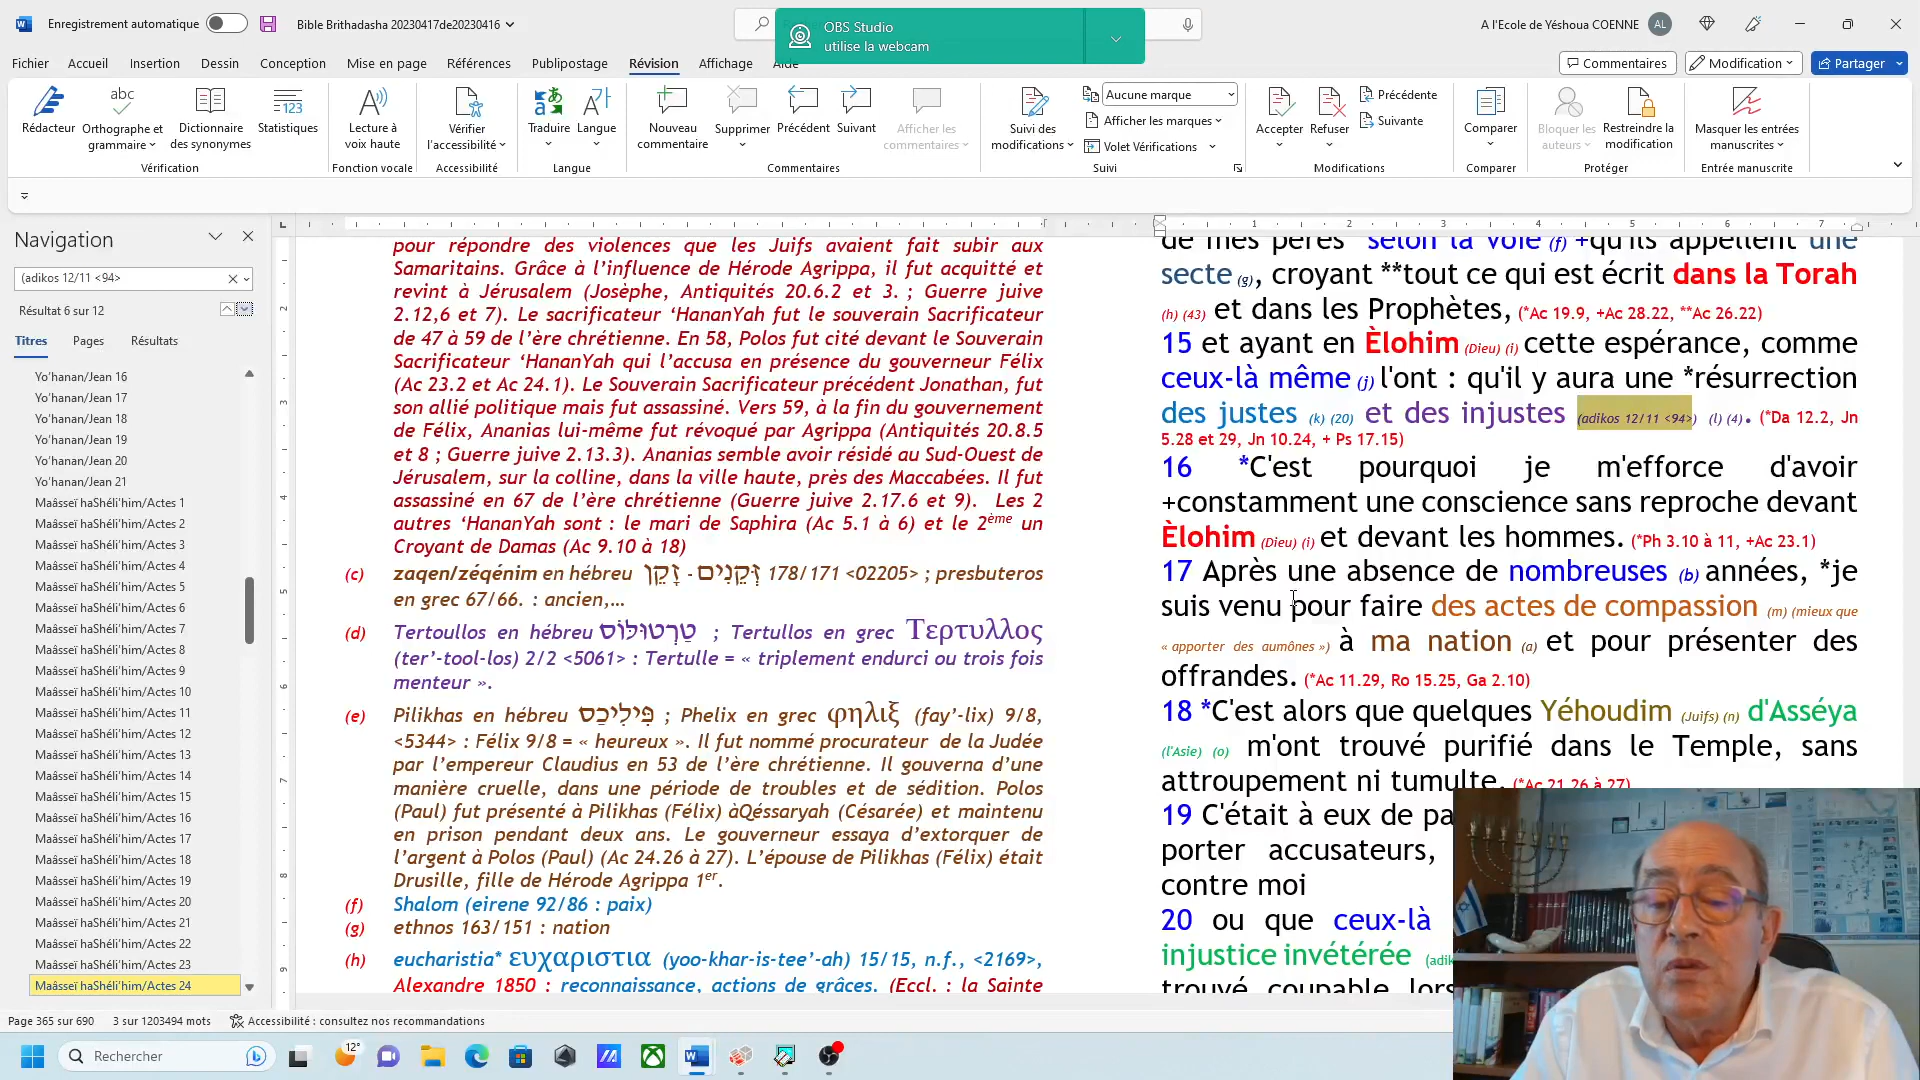 Enregistrement automatique
Bible Brithadasha 20230417de20230416
OBS Studio
utilise la webcam
A l'Ecole de Yéshoua COENNE
AL
Fichier Accueil Insertion Dessin Conception Mise en page Références Publipostage Révision Affichage Aide
Commentaires
Modification
Partager
Rédacteur
Orthographe et grammaire
Dictionnaire des synonymes
Statistiques
Vérification
Lecture à voix haute
Fonction vocale
Vérifier l'accessibilité
Accessibilité
Traduire
Langue
Langue
Nouveau commentaire
Supprimer
Précédent
Suivant
Afficher les commentaires
Commentaires
Suivi des modifications
Aucune marque
Afficher les marques
Volet Vérifications
Suivi
Accepter
Refuser
Précédente
Suivante
Modifications
Comparer
Comparer
Bloquer les auteurs
Restreindre la modification
Protéger
Masquer les entrées manuscrites
Entrée manuscrite
Navigation
(adikos 12/11 <94>
Résultat 6 sur 12
Titres Pages Résultats
Yo'hanan/Jean 16
Yo'hanan/Jean 17
Yo'hanan/Jean 18
Yo'hanan/Jean 19
Yo'hanan/Jean 20
Yo'hanan/Jean 21
Maâsseï haShéli'him/Actes 1
Maâsseï haShéli'him/Actes 2
Maâsseï haShéli'him/Actes 3
Maâsseï haShéli'him/Actes 4
Maâsseï haShéli'him/Actes 5
Maâsseï haShéli'him/Actes 6
Maâsseï haShéli'him/Actes 7
Maâsseï haShéli'him/Actes 8
Maâsseï haShéli'him/Actes 9
Maâsseï haShéli'him/Actes 10
Maâsseï haShéli'him/Actes 11
Maâsseï haShéli'him/Actes 12
Maâsseï haShéli'him/Actes 13
Maâsseï haShéli'him/Actes 14
Maâsseï haShéli'him/Actes 15
Maâsseï haShéli'him/Actes 16
Maâsseï haShéli'him/Actes 17
Maâsseï haShéli'him/Actes 18
Maâsseï haShéli'him/Actes 19
Maâsseï haShéli'him/Actes 20
Maâsseï haShéli'him/Actes 21
Maâsseï haShéli'him/Actes 22
Maâsseï haShéli'him/Actes 23
Maâsseï haShéli'him/Actes 24
pour répondre des violences que les Juifs avaient fait subir aux
Samaritains. Grâce à l'influence de Hérode Agrippa, il fut acquitté et
revint à Jérusalem (Josèphe, Antiquités 20.6.2 et 3. ; Guerre juive
2.12,6 et 7). Le sacrificateur 'HananYah fut le souverain Sacrificateur
de 47 à 59 de l'ère chrétienne. En 58, Polos fut cité devant le Souverain
Sacrificateur 'HananYah qui l'accusa en présence du gouverneur Félix
(Ac 23.2 et Ac 24.1). Le Souverain Sacrificateur précédent Jonathan, fut
son allié politique mais fut assassiné. Vers 59, à la fin du gouvernement
de Félix, Ananias lui-même fut révoqué par Agrippa (Antiquités 20.8.5
et 8 ; Guerre juive 2.13.3). Ananias semble avoir résidé au Sud-Ouest de
Jérusalem, sur la colline, dans la ville haute, près des Maccabées. Il fut
assassiné en 67 de l'ère chrétienne (Guerre juive 2.17.6 et 9). Les 2
autres 'HananYah sont : le mari de Saphira (Ac 5.1 à 6) et le 2ème un
Croyant de Damas (Ac 9.10 à 18)
(c) zaqen/zéqénim en hébreu זְּקֵנִים - זָקֵן 178/171 <02205> ; presbuteros
en grec 67/66. : ancien,…
(d) Tertoullos en hébreu טַרְטוּלּוֹס ; Tertullos en grec Τερτυλλος
(ter'-tool-los) 2/2 <5061> : Tertulle = « triplement endurci ou trois fois
menteur ».
(e) Pilikhas en hébreu פִּילִיכַּס ; Phelix en grec φηλιξ (fay'-lix) 9/8,
<5344> : Félix 9/8 = « heureux ». Il fut nommé procurateur de la Judée
par l'empereur Claudius en 53 de l'ère chrétienne. Il gouverna d'une
manière cruelle, dans une période de troubles et de sédition. Polos
(Paul) fut présenté à Pilikhas (Félix) àQéssaryah (Césarée) et maintenu
en prison pendant deux ans. Le gouverneur essaya d'extorquer de
l'argent à Polos (Paul) (Ac 24.26 à 27). L'épouse de Pilikhas (Félix) était
Drusille, fille de Hérode Agrippa 1er.
(f) Shalom (eirene 92/86 : paix)
(g) ethnos 163/151 : nation
(h) eucharistia* ευχαριστια (yoo-khar-is-tee'-ah) 15/15, n.f., <2169>,
Alexandre 1850 : reconnaissance, actions de grâces. (Eccl. : la Sainte
de mes pères *selon la voie (f) +qu'ils appellent une
secte (g), croyant **tout ce qui est écrit dans la Torah
(h) (43) et dans les Prophètes, (*Ac 19.9, +Ac 28.22, **Ac 26.22)
15 et ayant en Èlohim (Dieu) (i) cette espérance, comme
ceux-là même (j) l'ont : qu'il y aura une *résurrection
des justes (k) (20) et des injustes (adikos 12/11 <94>) (l) (4). (*Da 12.2, Jn
5.28 et 29, Jn 10.24, + Ps 17.15)
16 *C'est pourquoi je m'efforce d'avoir
+constamment une conscience sans reproche devant
Èlohim (Dieu) (i) et devant les hommes. (*Ph 3.10 à 11, +Ac 23.1)
17 Après une absence de nombreuses (b) années, *je
suis venu pour faire des actes de compassion (m) (mieux que
« apporter des aumônes ») à ma nation (a) et pour présenter des
offrandes. (*Ac 11.29, Ro 15.25, Ga 2.10)
18 *C'est alors que quelques Yéhoudim (Juifs) (n) d'Asséya
(l'Asie) (o) m'ont trouvé purifié dans le Temple, sans
attroupement ni tumulte. (*Ac 21.26 à 27)
19 C'était à eux de pa
porter accusateurs,
contre moi
20 ou que ceux-là
injustice invétérée (adik
trouvé coupable lors
Page 365 sur 690 3 sur 1203494 mots Accessibilité : consultez nos recommandations
Rechercher
12°